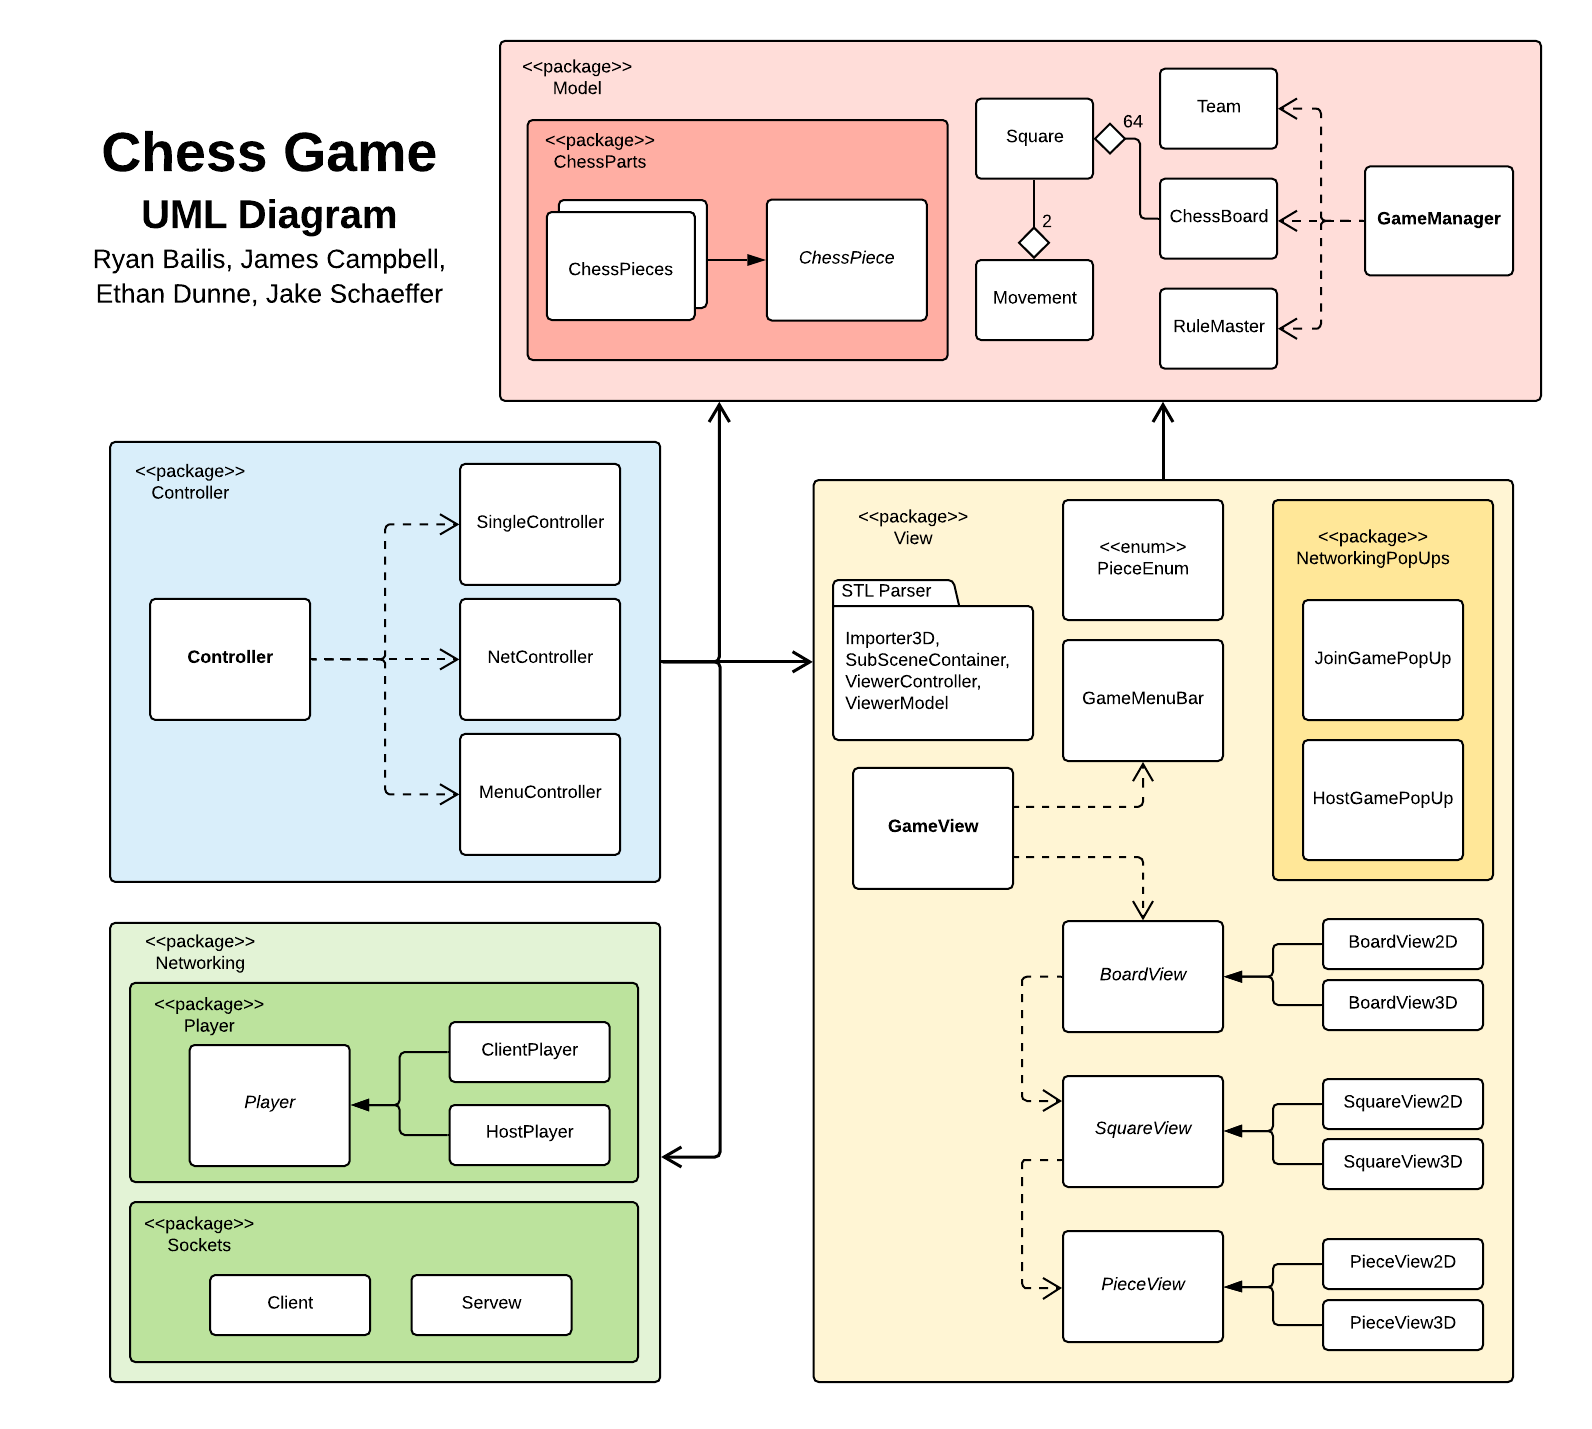 Chess Game
UML Diagram
Ryan Bailis, James Campbell,
Ethan Dunne, Jake Schaeffer
<<package>>
Model
<<package>>
ChessParts
ChessPieces
ChessPiece
Square
64
2
Movement
Team
ChessBoard
RuleMaster
GameManager
<<package>>
Controller
Controller
SingleController
NetController
MenuController
<<package>>
View
STL Parser
Importer3D,
SubSceneContainer,
ViewerController,
ViewerModel
<<enum>>
PieceEnum
GameMenuBar
GameView
<<package>>
NetworkingPopUps
JoinGamePopUp
HostGamePopUp
BoardView
BoardView2D
BoardView3D
SquareView
SquareView2D
SquareView3D
PieceView
PieceView2D
PieceView3D
<<package>>
Networking
<<package>>
Player
Player
ClientPlayer
HostPlayer
<<package>>
Sockets
Client
Servew